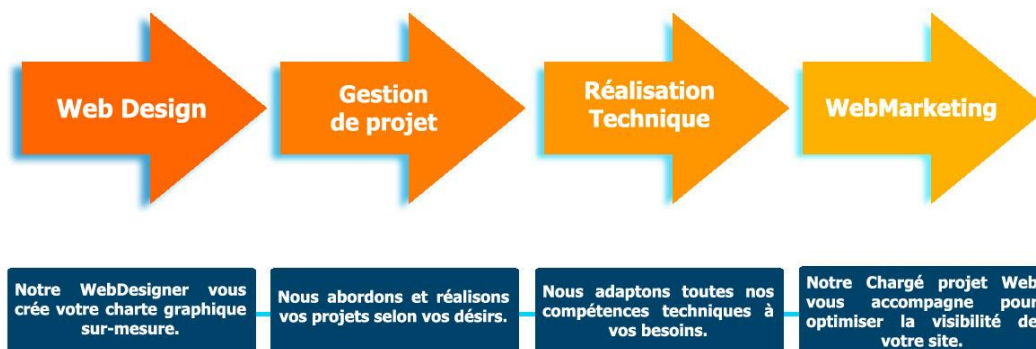 Web Design
Gestion
de projet
Réalisation
Technique
WebMarketing
Notre WebDesigner vous
crée votre charte graphique
sur-mesure.
Nous abordons et réalisons
vos projets selon vos désirs.
Nous adaptons toutes nos
compétences techniques à
vos besoins.
Notre Chargé projet Web
vous accompagne pour
optimiser la visibilité de
votre site.